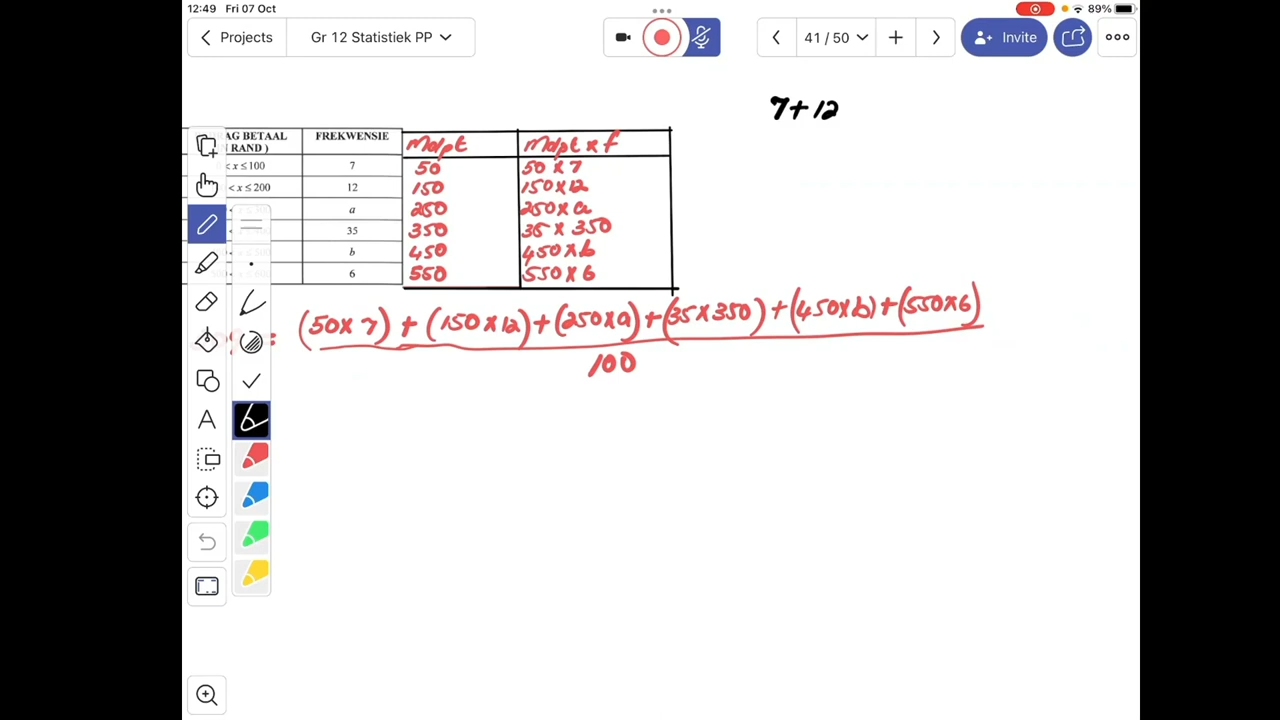 12:49 Fri 07 Oct
89%
Projects
Gr 12 Statistiek PP
41 / 50
Invite
7 + 12
AG BETAAL FREKWENSIE Mdpt Mdpt x f
RAND )
< x ≤ 100 7 50 50 x 7
< x ≤ 200 12 150 150 x 12
a 250 250 x a
35 350 35 x 350
b 450 450 x b
6 550 550 x 6
: (50 x 7) + (150 x 12) + (250 x a) + (35 x 350) + (450 x b) + (550 x 6)
100
A